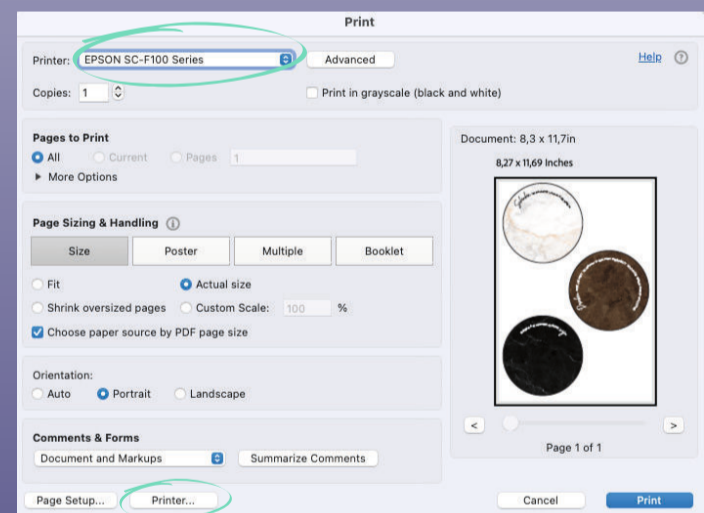 Print
Printer: EPSON SC-F100 Series Advanced Help ?
Copies: 1 Print in grayscale (black and white)
Pages to Print
All Current Pages 1
More Options
Page Sizing & Handling i
Size Poster Multiple Booklet
Fit Actual size
Shrink oversized pages Custom Scale: 100 %
Choose paper source by PDF page size
Orientation:
Auto Portrait Landscape
Comments & Forms
Document and Markups Summarize Comments
Page Setup... Printer...
Document: 8,3 x 11,7in
8,27 x 11,69 Inches
< >
Page 1 of 1
Cancel Print